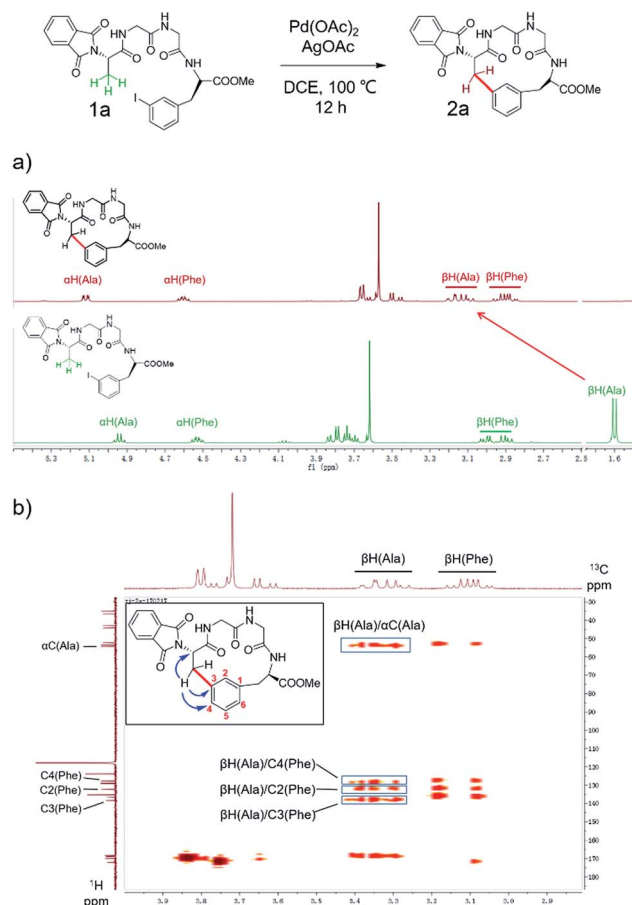 Pd(OAc)2
AgOAc
DCE, 100 ℃
12 h
1a
2a
O
O
N
O
H
N
O
H
N
O
NH
COOMe
H
H
H
I
O
O
N
O
H
N
O
H
N
O
NH
COOMe
H
H
a)
O
O
N
O
H
N
O
H
N
O
NH
COOMe
H
H
αH(Ala)
αH(Phe)
βH(Ala)
βH(Phe)
O
O
N
O
H
N
O
H
N
O
NH
COOMe
H
H
H
I
αH(Ala)
αH(Phe)
βH(Phe)
βH(Ala)
5.3 5.1 4.9 4.7 4.5 4.3 4.1 3.9 3.7 3.5 3.3 3.1 2.9 2.7 2.5 1.6
f1 (ppm)
b)
βH(Ala)
βH(Phe)
13C
ppm
αC(Ala)
βH(Ala)/αC(Ala)
O
O
N
O
H
N
O
H
N
O
NH
COOMe
H
H
1
2
3
4
5
6
βH(Ala)/C4(Phe)
βH(Ala)/C2(Phe)
βH(Ala)/C3(Phe)
C4(Phe)
C2(Phe)
C3(Phe)
30
40
50
60
70
80
90
100
110
120
130
140
150
160
170
180
1H
ppm
3.9 3.8 3.7 3.6 3.5 3.4 3.3 3.2 3.1 3.0 2.9